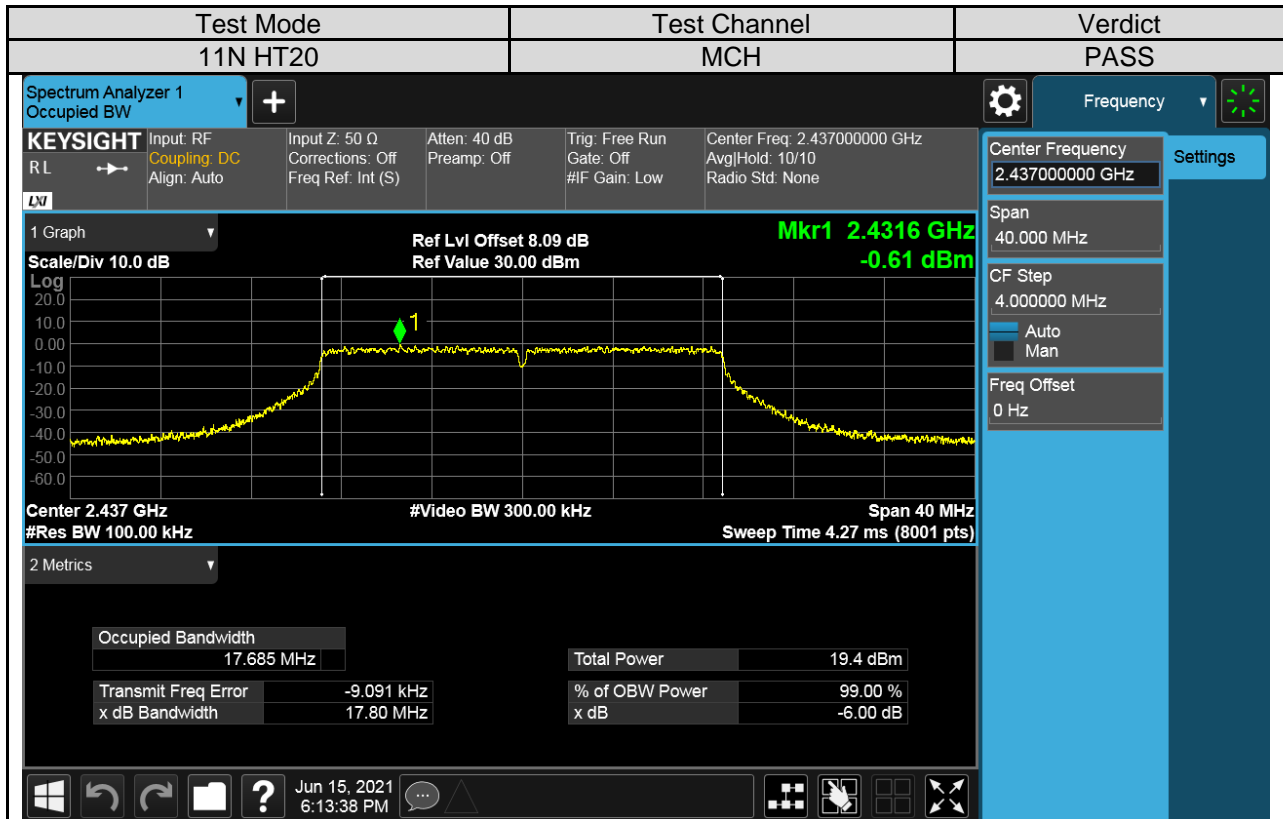 Test Mode Test Channel Verdict
11N HT20 MCH PASS
Spectrum Analyzer 1
Occupied BW
+
Frequency
KEYSIGHT
RL
LXI
Input: RF
Coupling: DC
Align: Auto
Input Z: 50 Ω
Corrections: Off
Freq Ref: Int (S)
Atten: 40 dB
Preamp: Off
Trig: Free Run
Gate: Off
#IF Gain: Low
Center Freq: 2.437000000 GHz
Avg|Hold: 10/10
Radio Std: None
Center Frequency
2.437000000 GHz
Settings
Span
40.000 MHz
CF Step
4.000000 MHz
Auto
Man
Freq Offset
0 Hz
1 Graph
Scale/Div 10.0 dB
Ref Lvl Offset 8.09 dB
Ref Value 30.00 dBm
Mkr1 2.4316 GHz
-0.61 dBm
Log
20.0
10.0
0.00
-10.0
-20.0
-30.0
-40.0
-50.0
-60.0
1
Center 2.437 GHz
#Res BW 100.00 kHz
#Video BW 300.00 kHz
Span 40 MHz
Sweep Time 4.27 ms (8001 pts)
2 Metrics
Occupied Bandwidth
17.685 MHz
Transmit Freq Error -9.091 kHz
x dB Bandwidth 17.80 MHz
Total Power 19.4 dBm
% of OBW Power 99.00 %
x dB -6.00 dB
?
Jun 15, 2021
6:13:38 PM